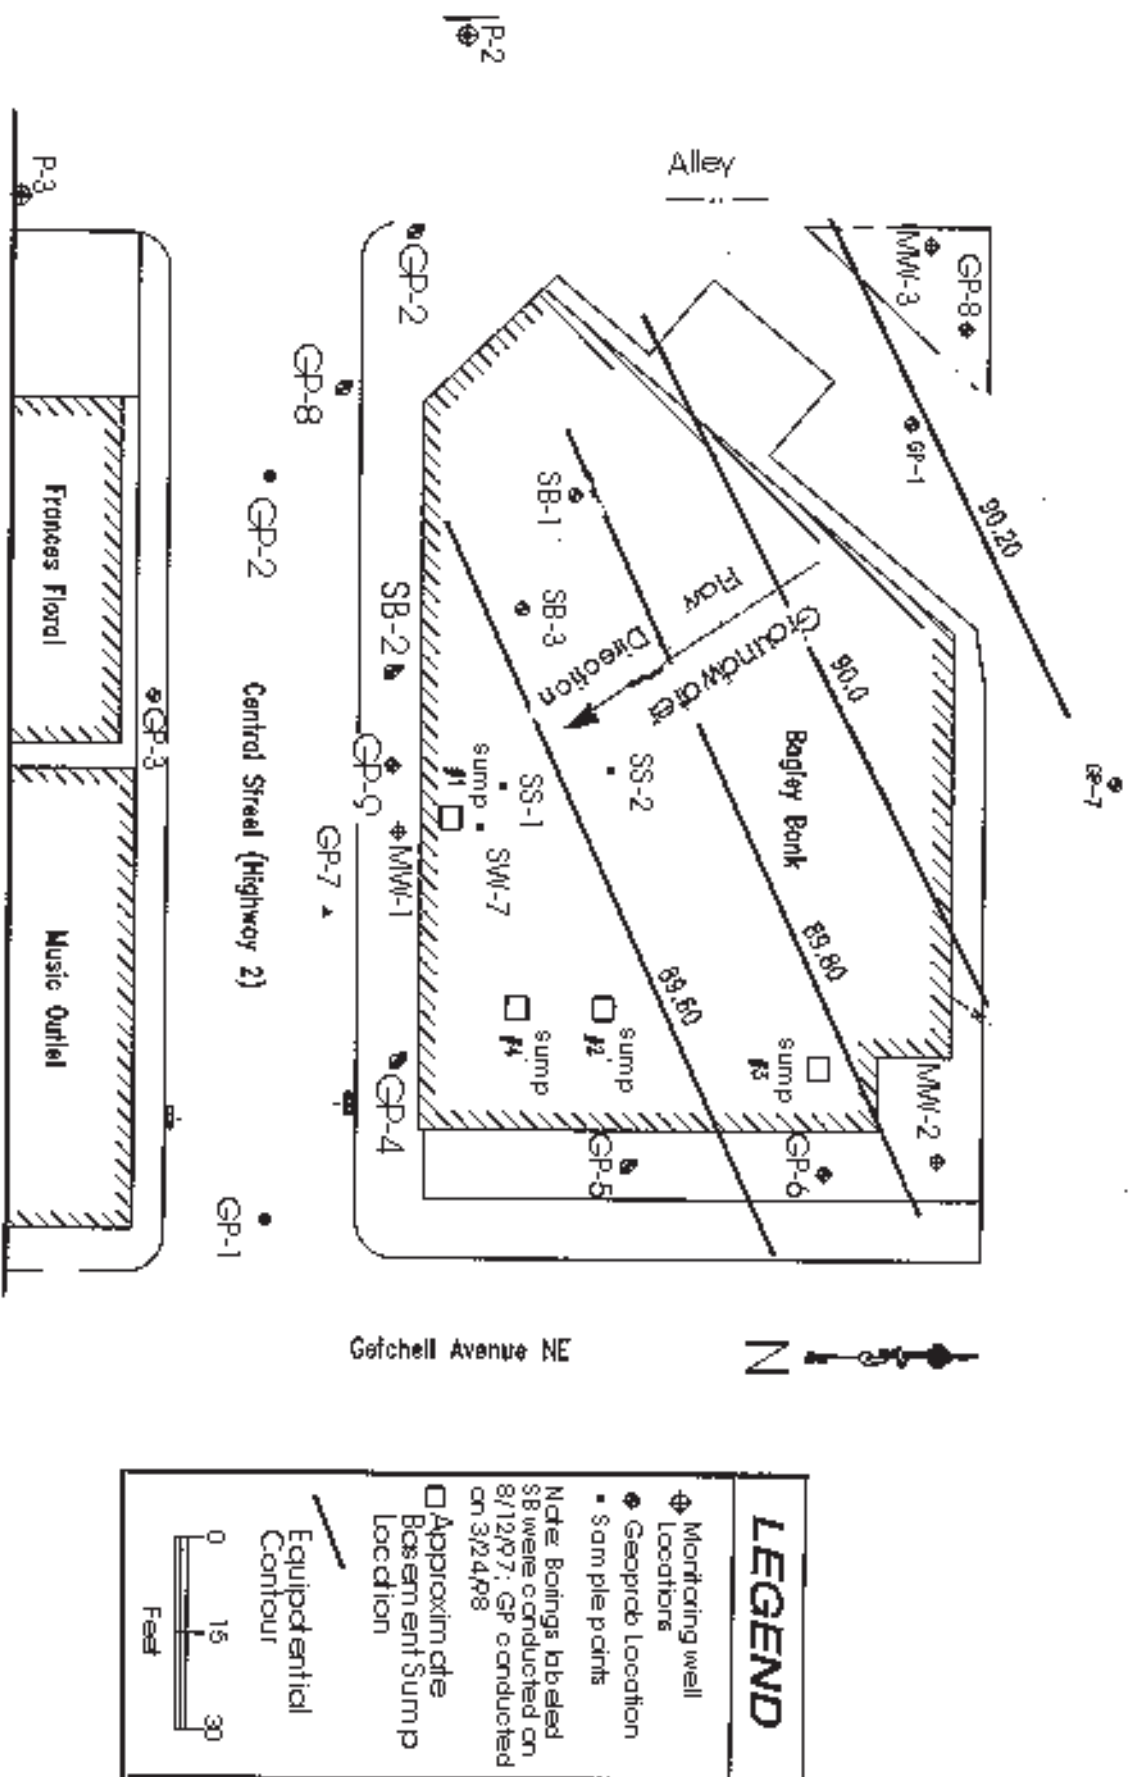 P-2
Alley
P-3
GP-2
MW-3
GP-8
GP-8
GP-1
90.20
SB-1
GP-2
Frances Floral
SB-3
SB-2
Flow
Groundwater
Direction
90.0
GP-3
Central Street (Highway 2)
GP-9
sump
#1
SS-1
SS-2
Bagley Bank
GP-7
GP-7
MW-1
SW-7
89.80
89.60
Music Outlet
sump
#4
sump
#2
sump
#3
GP-4
MW-2
GP-5
GP-6
GP-1
Getchell Avenue NE
N
LEGEND
Monitoring well
Locations
Geoprob Location
Sample points
Note: Borings labeled
SB were conducted on
8/12/97; GP conducted
on 3/24/98
Approximate
Basement Sump
Location
Equipotential
Contour
0 15 30
Feet